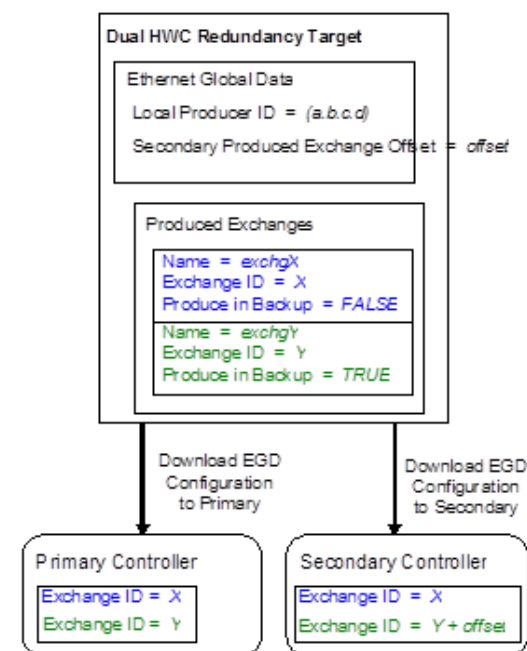 Dual HWC Redundancy Target
Ethernet Global Data
Local Producer ID = (a.b.c.d)
Secondary Produced Exchange Offset = offset
Produced Exchanges
Name = exchgX
Exchange ID = X
Produce in Backup = FALSE
Name = exchgY
Exchange ID = Y
Produce in Backup = TRUE
Download EGD
Configuration
to Primary
Download EGD
Configuration
to Secondary
Primary Controller
Exchange ID = X
Exchange ID = Y
Secondary Controller
Exchange ID = X
Exchange ID = Y + offset